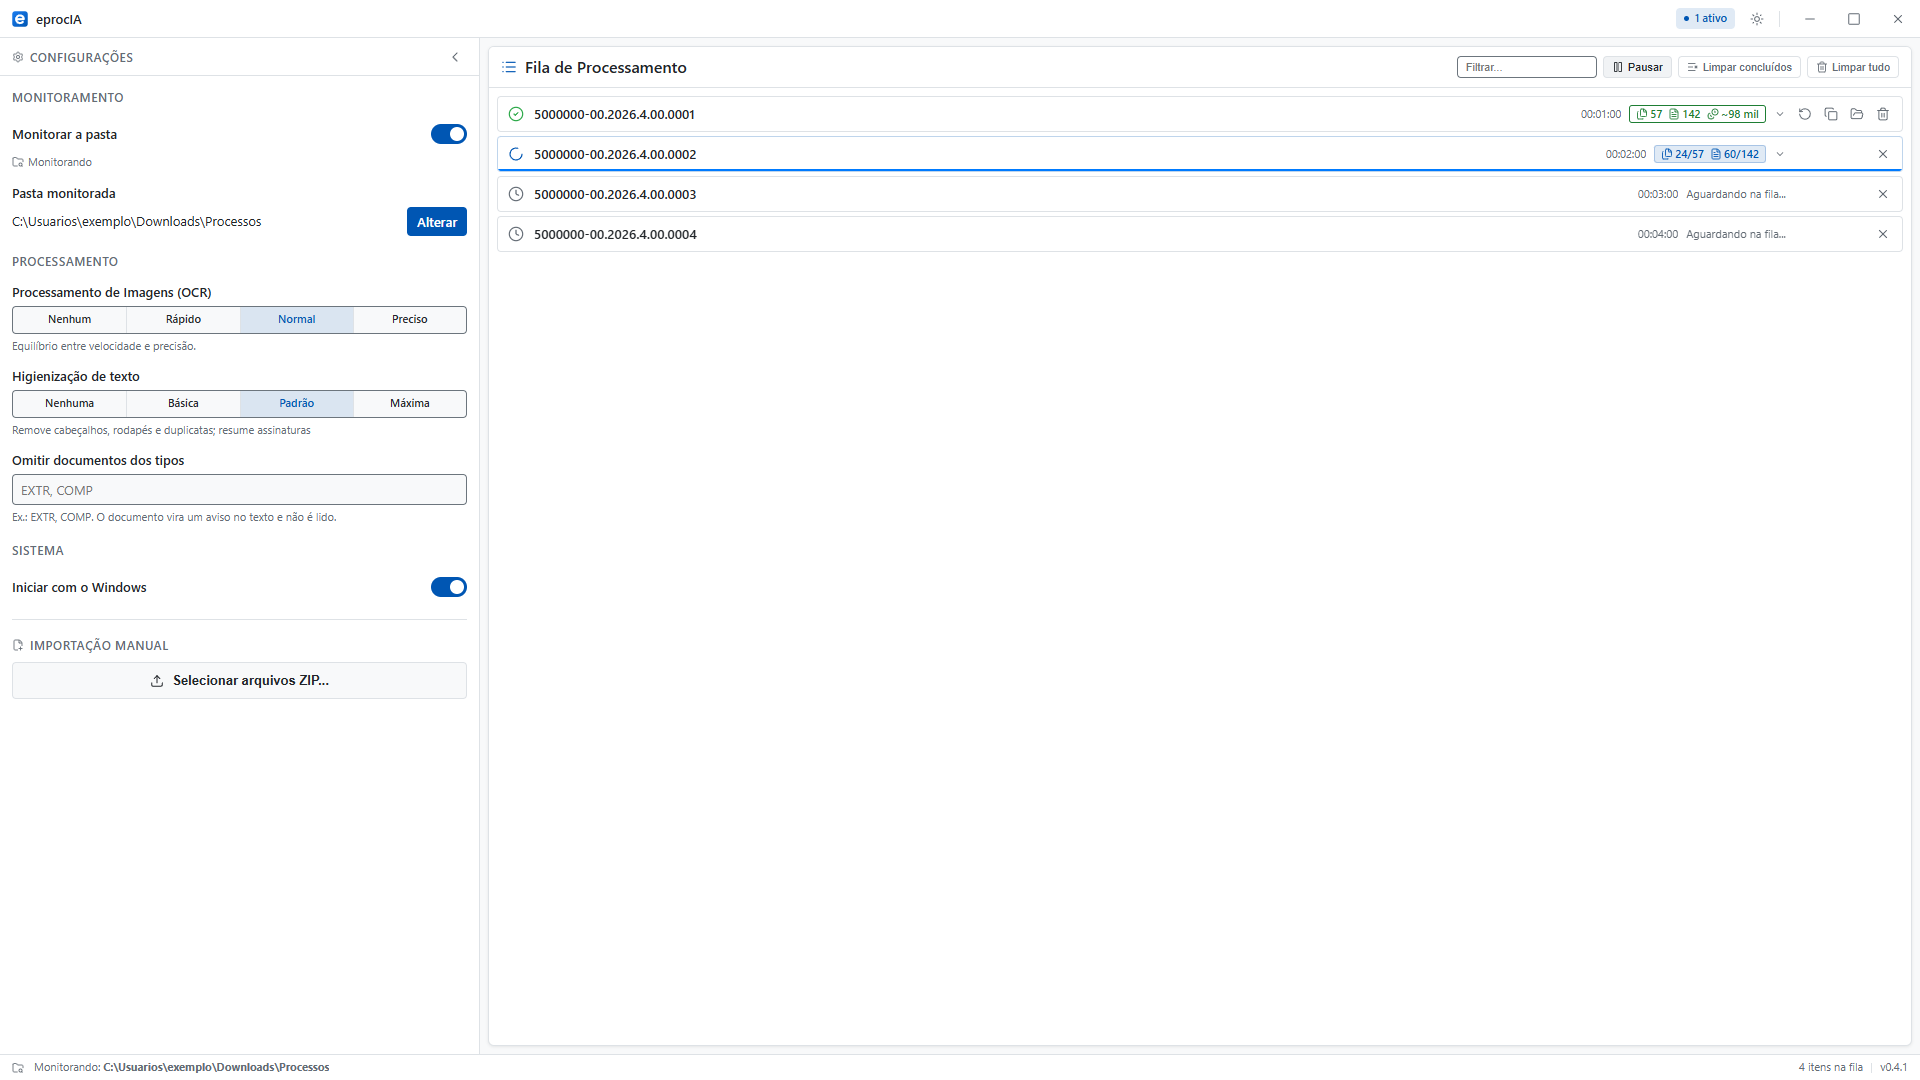 eprocIA
1 ativo
CONFIGURAÇÕES
MONITORAMENTO
Monitorar a pasta
Monitorando
Pasta monitorada
C:\Usuarios\exemplo\Downloads\Processos
Alterar
PROCESSAMENTO
Processamento de Imagens (OCR)
Nenhum Rápido Normal Preciso
Equilíbrio entre velocidade e precisão.
Higienização de texto
Nenhuma Básica Padrão Máxima
Remove cabeçalhos, rodapés e duplicatas; resume assinaturas
Omitir documentos dos tipos
EXTR, COMP
Ex.: EXTR, COMP. O documento vira um aviso no texto e não é lido.
SISTEMA
Iniciar com o Windows
IMPORTAÇÃO MANUAL
Selecionar arquivos ZIP...
Fila de Processamento
Filtrar...
Pausar
Limpar concluídos
Limpar tudo
5000000-00.2026.4.00.0001 00:01:00 57 142 ~98 mil
5000000-00.2026.4.00.0002 00:02:00 24/57 60/142
5000000-00.2026.4.00.0003 00:03:00 Aguardando na fila...
5000000-00.2026.4.00.0004 00:04:00 Aguardando na fila...
Monitorando: C:\Usuarios\exemplo\Downloads\Processos
4 itens na fila v0.4.1